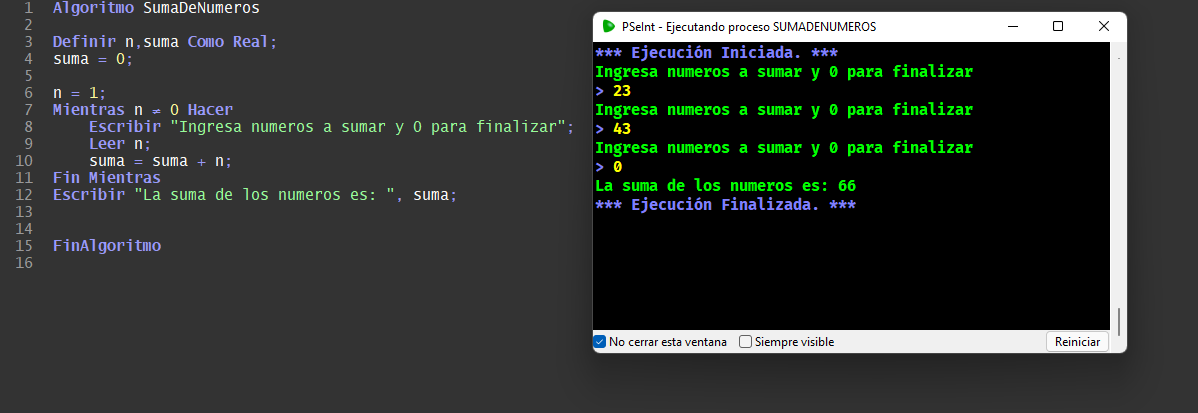 1 Algoritmo SumaDeNumeros
2
3 Definir n,suma Como Real;
4 suma = 0;
5
6 n = 1;
7 Mientras n ≠ 0 Hacer
8 Escribir "Ingresa numeros a sumar y 0 para finalizar";
9 Leer n;
10 suma = suma + n;
11 Fin Mientras
12 Escribir "La suma de los numeros es: ", suma;
13
14
15 FinAlgoritmo
16
PSeInt - Ejecutando proceso SUMADENUMEROS
*** Ejecución Iniciada. ***
Ingresa numeros a sumar y 0 para finalizar
> 23
Ingresa numeros a sumar y 0 para finalizar
> 43
Ingresa numeros a sumar y 0 para finalizar
> 0
La suma de los numeros es: 66
*** Ejecución Finalizada. ***
No cerrar esta ventana Siempre visible Reiniciar